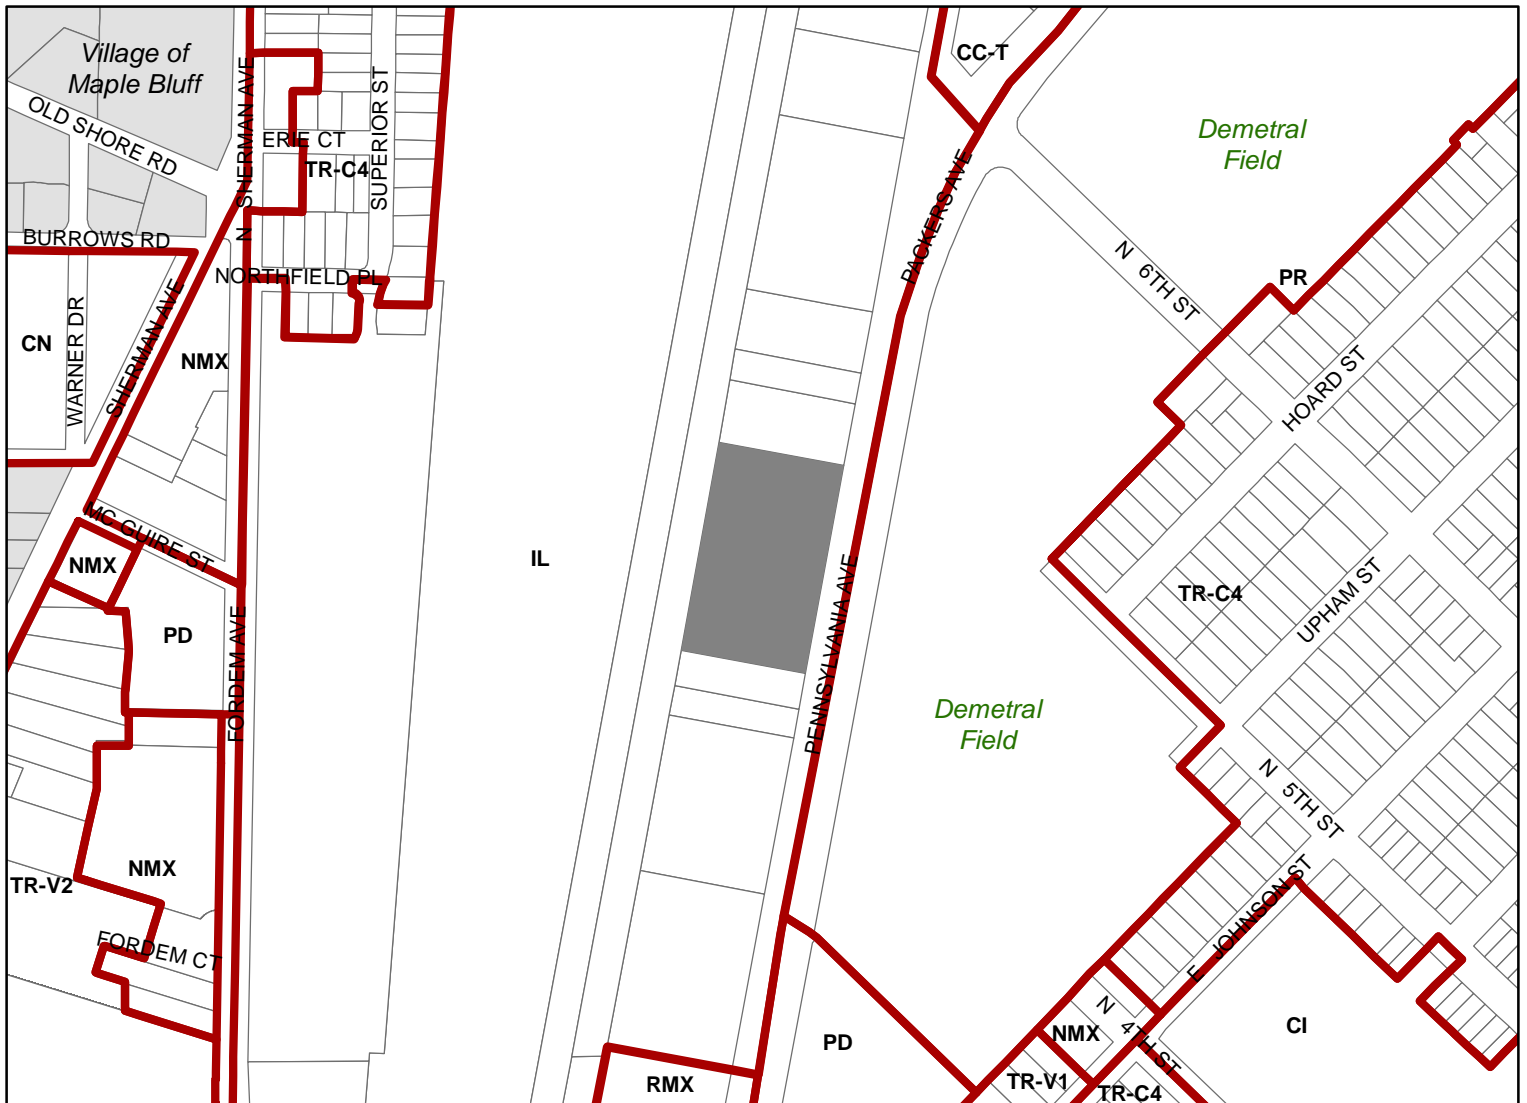 Village of
Maple Bluff
OLD SHORE RD
N SHERMAN AVE
SUPERIOR ST
ERIE CT
TR-C4
BURROWS RD
NORTHFIELD PL
CN
WARNER DR
SHERMAN AVE
NMX
MC GUIRE ST
NMX
PD
FORDEM AVE
NMX
TR-V2
FORDEM CT
IL
CC-T
PACKERS AVE
Demetral
Field
N 6TH ST
PR
HOARD ST
TR-C4
UPHAM ST
PENNSYLVANIA AVE
Demetral
Field
N 5TH ST
E JOHNSON ST
N 4TH ST
NMX
CI
PD
RMX
TR-V1
TR-C4